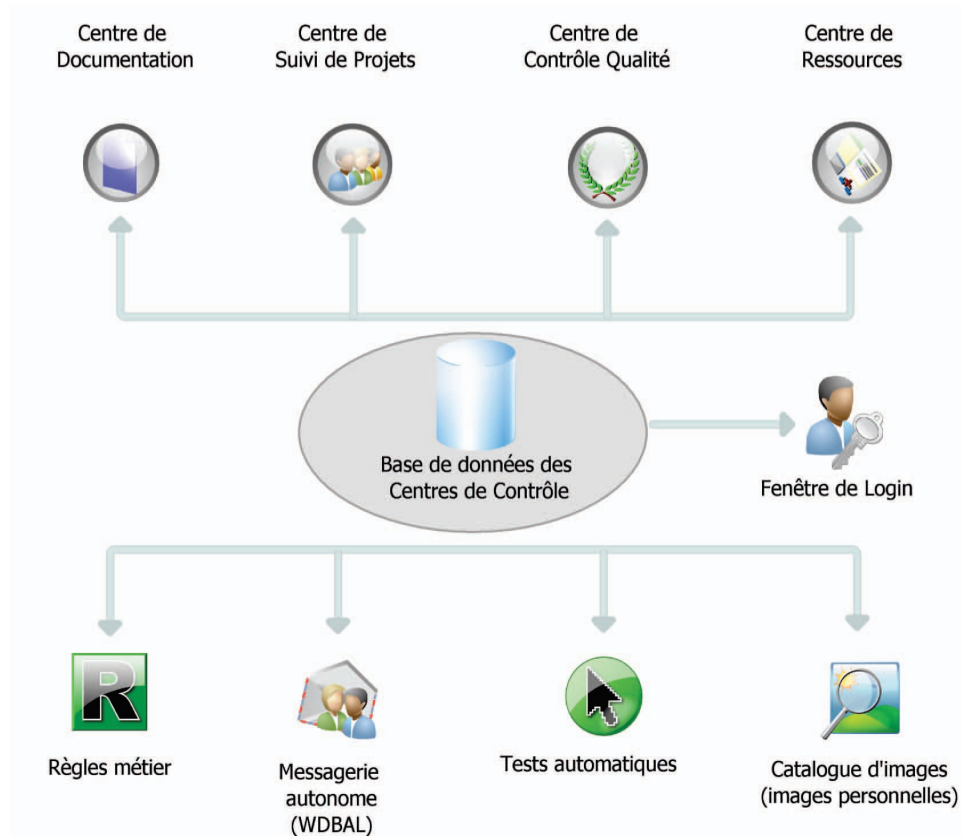 Centre de
Documentation
Centre de
Suivi de Projets
Centre de
Contrôle Qualité
Centre de
Ressources
Base de données des
Centres de Contrôle
Fenêtre de Login
R
Règles métier
Messagerie
autonome
(WDBAL)
Tests automatiques
Catalogue d'images
(images personnelles)